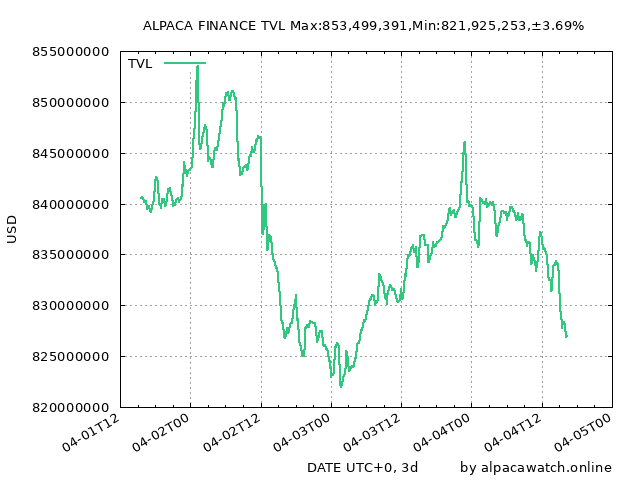 ALPACA FINANCE TVL Max:853,499,391,Min:821,925,253,±3.69%
855000000
TVL
850000000
845000000
840000000
USD
835000000
830000000
825000000
820000000
04-01T12
04-02T00
04-02T12
04-03T00
04-03T12
04-04T00
04-04T12
04-05T00
DATE UTC+0, 3d
by alpacawatch.online